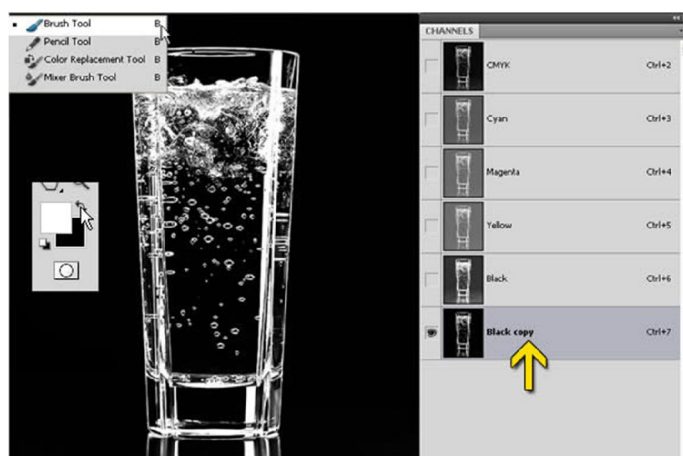 Brush Tool B
Pencil Tool B
Color Replacement Tool B
Mixer Brush Tool B
CHANNELS
CMYK Ctrl+2
Cyan Ctrl+3
Magenta Ctrl+4
Yellow Ctrl+5
Black Ctrl+6
Black copy Ctrl+7